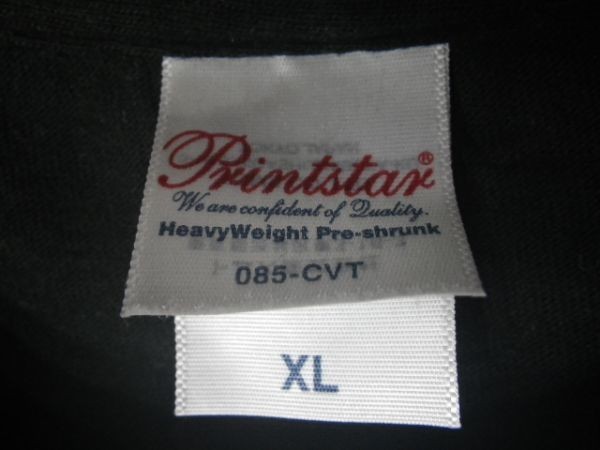 Printstar®
We are confident of Quality.
HeavyWeight Pre-shrunk
085-CVT
XL